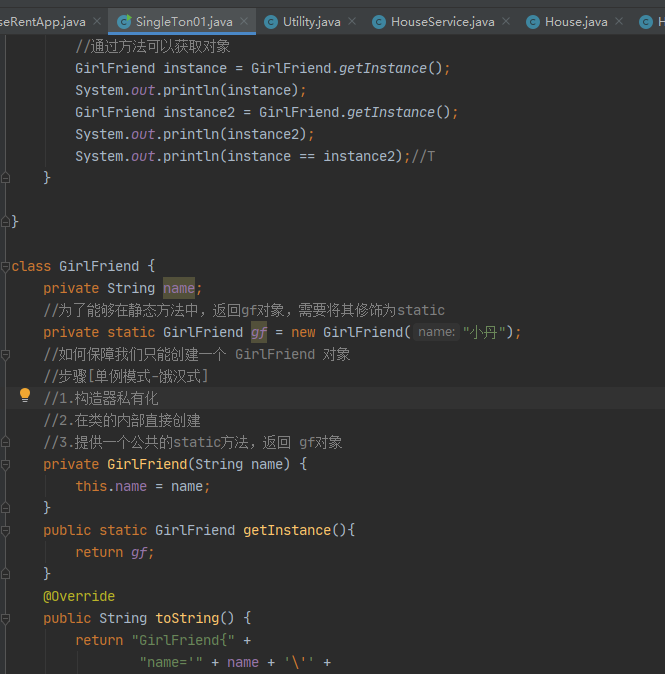 seRentApp.java SingleTon01.java Utility.java HouseService.java House.java H
//通过方法可以获取对象
GirlFriend instance = GirlFriend.getInstance();
System.out.println(instance);
GirlFriend instance2 = GirlFriend.getInstance();
System.out.println(instance2);
System.out.println(instance == instance2);//T
}
}
class GirlFriend {
private String name;
//为了能够在静态方法中，返回gf对象，需要将其修饰为static
private static GirlFriend gf = new GirlFriend( name: "小丹");
//如何保障我们只能创建一个 GirlFriend 对象
//步骤[单例模式-饿汉式]
//1.构造器私有化
//2.在类的内部直接创建
//3.提供一个公共的static方法，返回 gf对象
private GirlFriend(String name) {
this.name = name;
}
public static GirlFriend getInstance(){
return gf;
}
@Override
public String toString() {
return "GirlFriend{" +
"name='" + name + '\'' +